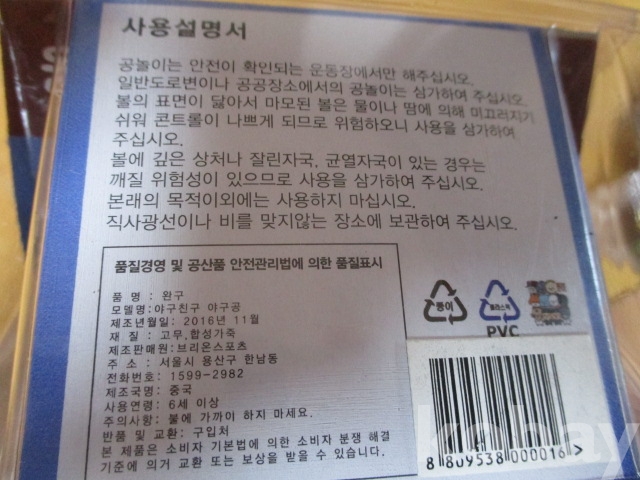 사용설명서
공놀이는 안전이 확인되는 운동장에서만 해주십시오.
일반도로변이나 공공장소에서의 공놀이는 심가하여 주십시오.
볼의 표면이 닳아서 마모된 볼은 물이나 땀에 의해 미끄러지기
쉬워 콘트롤이 나쁘게 되므로 위험하오니 사용을 삼가하여
주십시오.
볼에 깊은 상처나 잘린자국, 균열자국이 있는 경우는
깨질 위험성이 있으므로 사용을 삼가하여 주십시오.
본래의 목적이외에는 사용하지 마십시오.
직사광선이나 비를 맞지않는 장소에 보관하여 주십시오.
품질경영 및 공산품 안전관리법에 의한 품질표시
품 명 : 완구
모델명:야구친구 야구공
제조년월일: 2016년 11월
재 질 : 고무,합성가죽
제조판매원:브리온스포츠
주 소 : 서울시 용산구 한남동
전화번호: 1599-2982
제조국명: 중국
사용연령: 6세 이상
주의사항: 불에 가까이 하지 마세요.
반품 및 교환: 구입처
본 제품은 소비자 기본법에 의한 소비자 분쟁 해결
기준에 의거 교환 또는 보상을 받을 수 있습니다.
종이
플라스틱
PVC
8 809538 000016 >
kobay